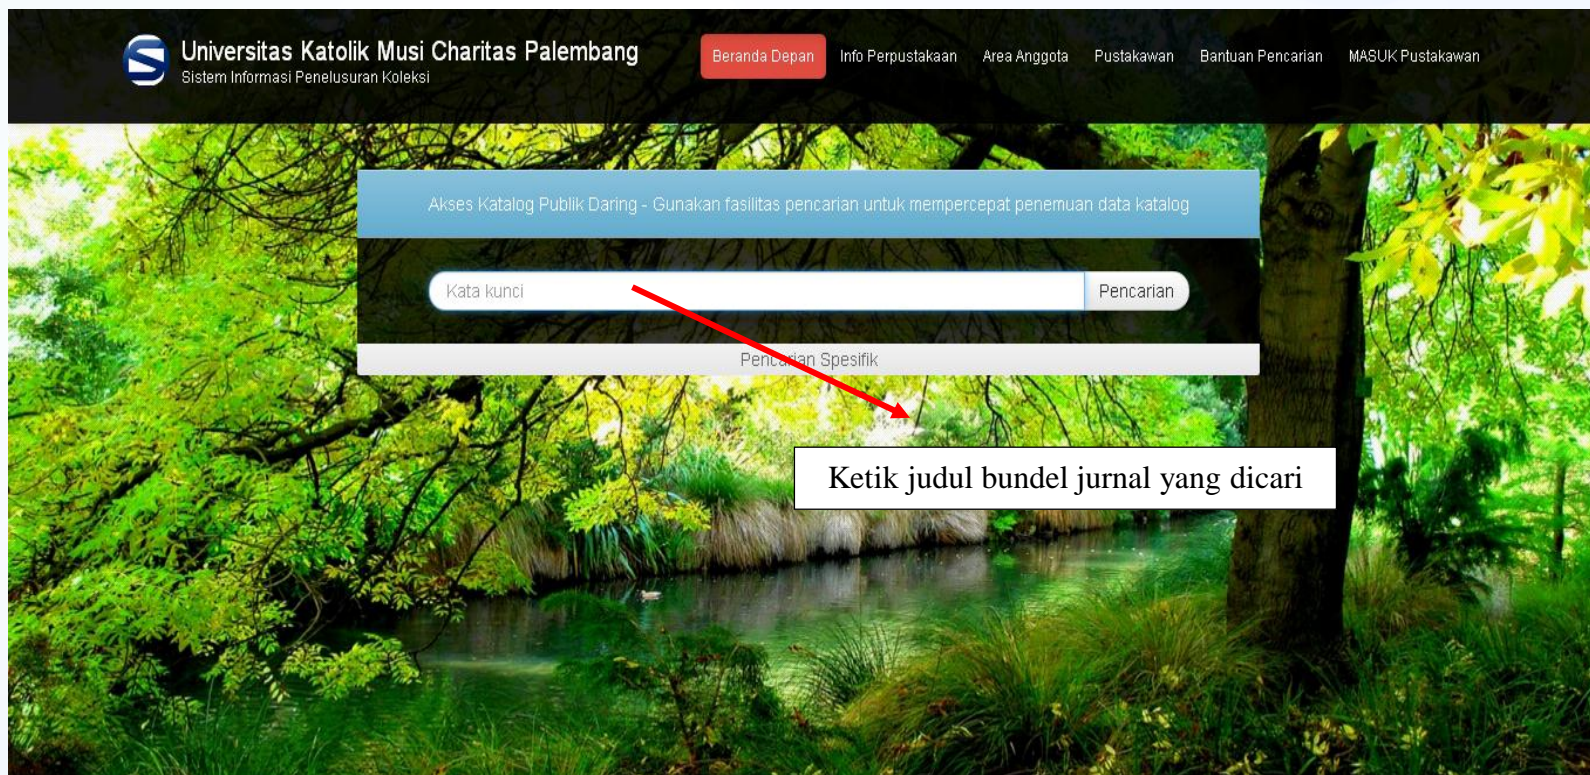 Universitas Katolik Musi Charitas Palembang
Sistem Informasi Penelusuran Koleksi
Beranda Depan Info Perpustakaan Area Anggota Pustakawan Bantuan Pencarian MASUK Pustakawan
Akses Katalog Publik Daring - Gunakan fasilitas pencarian untuk mempercepat penemuan data katalog
Kata kunci Pencarian
Pencarian Spesifik
Ketik judul bundel jurnal yang dicari